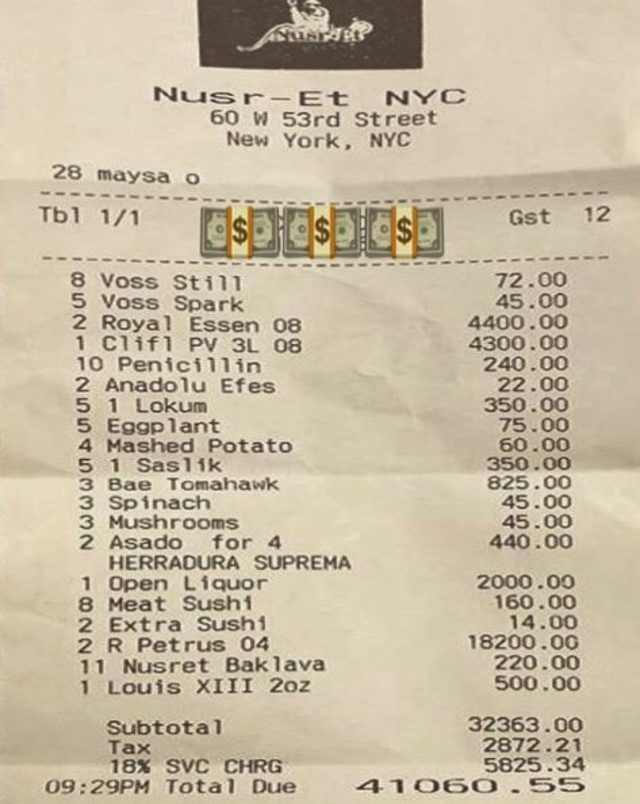 Nusr-Et
Nusr-Et NYC
60 W 53rd Street
New York, NYC
28 maysa o
Tbl 1/1 $ $ $ Gst 12
8 Voss Still 72.00
5 Voss Spark 45.00
2 Royal Essen 08 4400.00
1 Clifl PV 3L 08 4300.00
10 Penicillin 240.00
2 Anadolu Efes 22.00
5 1 Lokum 350.00
5 Eggplant 75.00
4 Mashed Potato 60.00
5 1 Saslik 350.00
3 Bae Tomahawk 825.00
3 Spinach 45.00
3 Mushrooms 45.00
2 Asado for 4 440.00
HERRADURA SUPREMA
1 Open Liquor 2000.00
8 Meat Sushi 160.00
2 Extra Sushi 14.00
2 R Petrus 04 18200.00
11 Nusret Baklava 220.00
1 Louis XIII 2oz 500.00
Subtotal 32363.00
Tax 2872.21
18% SVC CHRG 5825.34
09:29PM Total Due 41060.55